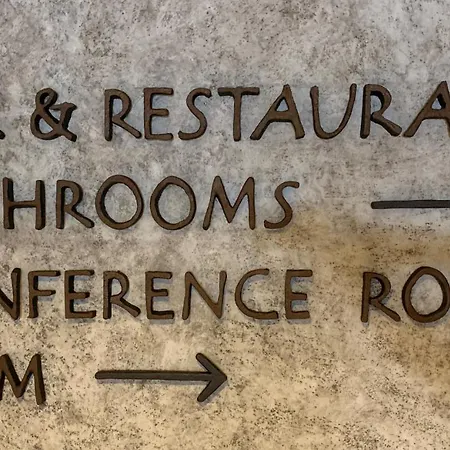 R & RESTAURA
HROOMS
NFERENCE RO
M →